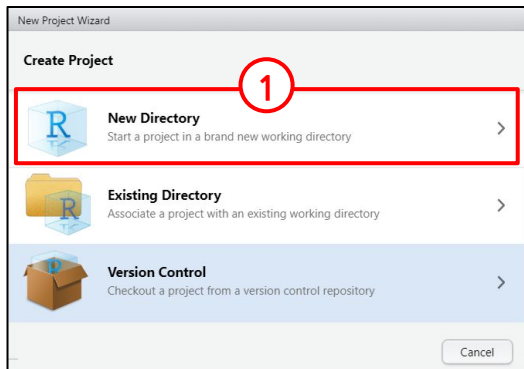 New Project Wizard
Create Project
1
New Directory
Start a project in a brand new working directory
Existing Directory
Associate a project with an existing working directory
Version Control
Checkout a project from a version control repository
Cancel